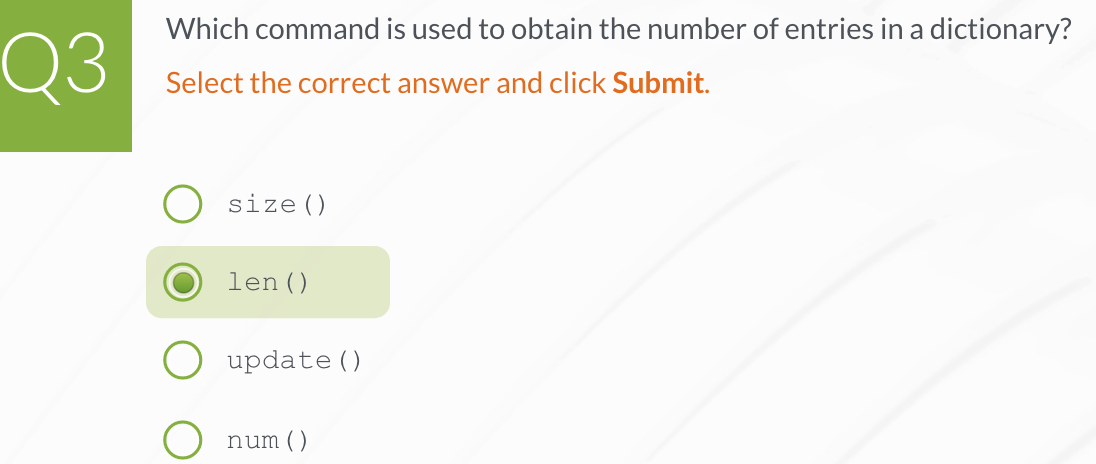 Q3
Which command is used to obtain the number of entries in a dictionary?
Select the correct answer and click Submit.
size()
len()
update()
num()